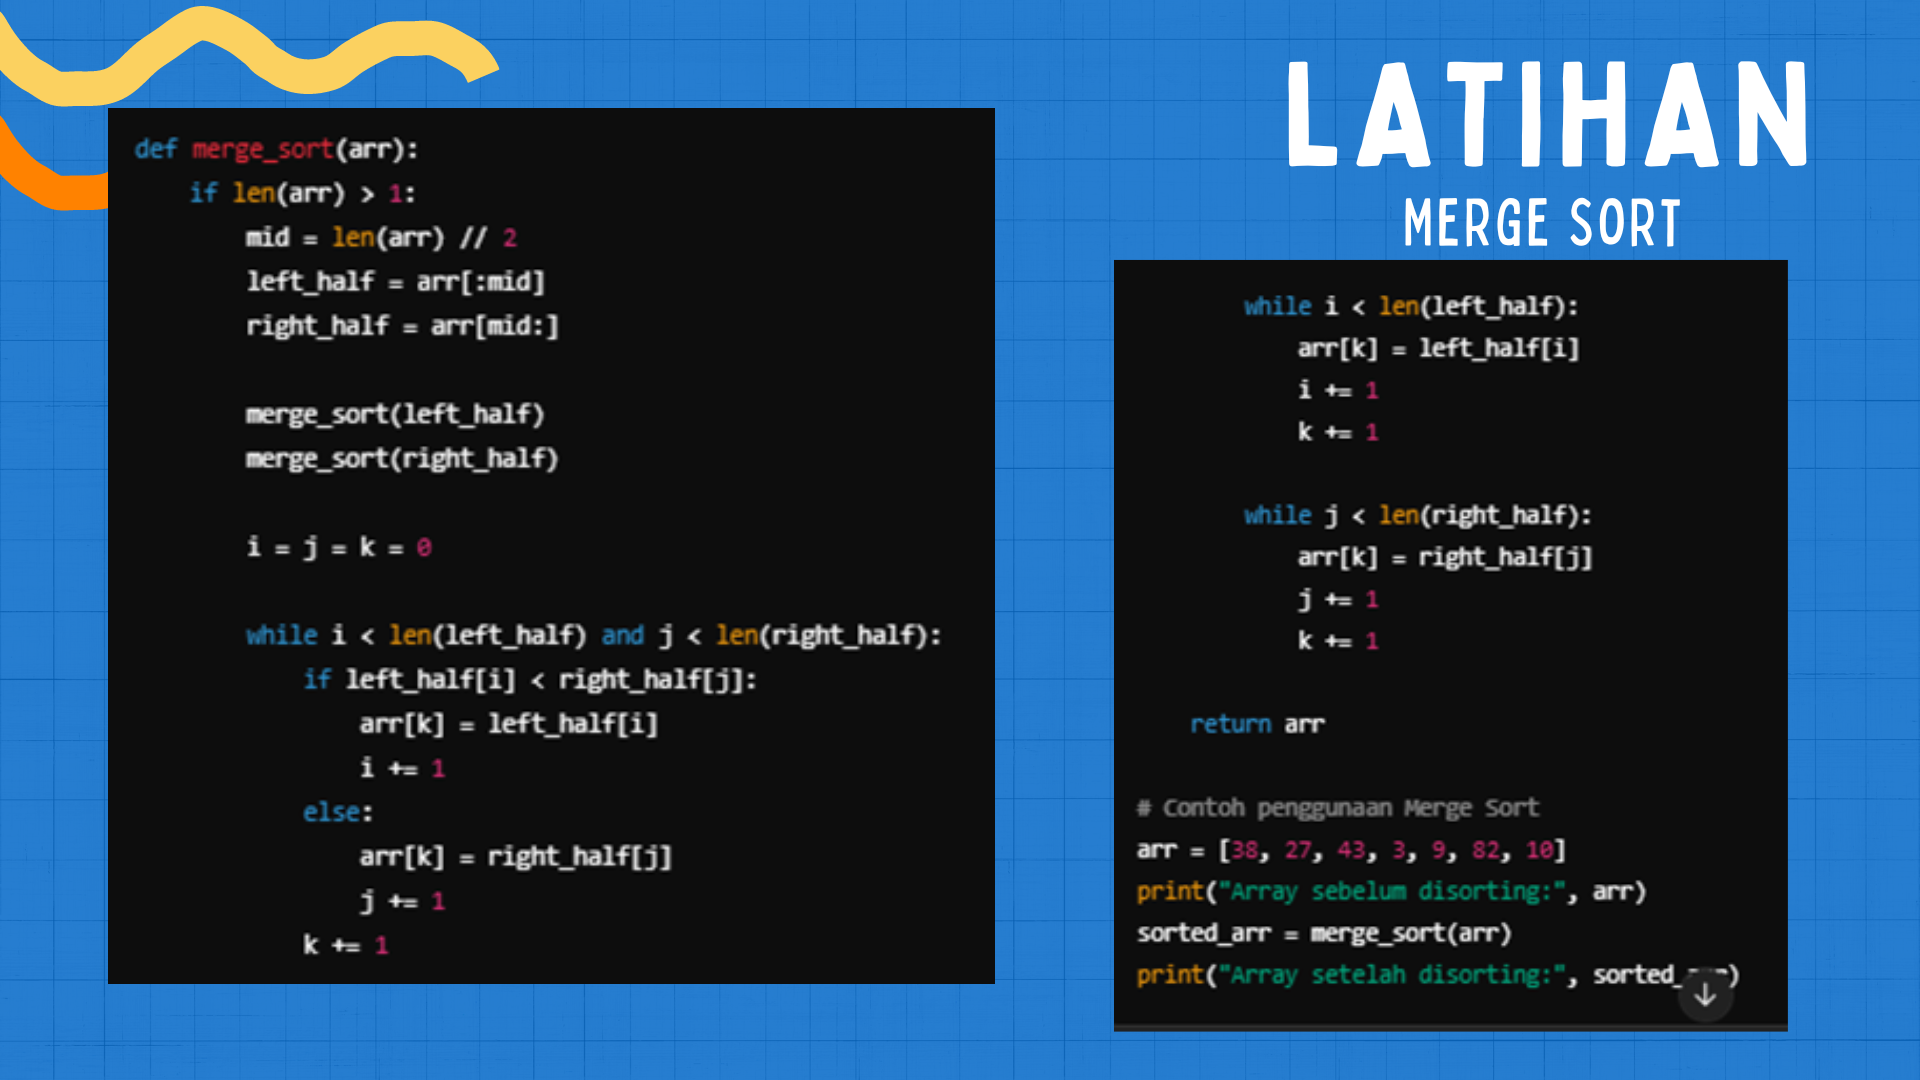 LATIHAN
MERGE SORT
def merge_sort(arr):
    if len(arr) > 1:
        mid = len(arr) // 2
        left_half = arr[:mid]
        right_half = arr[mid:]
        merge_sort(left_half)
        merge_sort(right_half)
        i = j = k = 0
        while i < len(left_half) and j < len(right_half):
            if left_half[i] < right_half[j]:
                arr[k] = left_half[i]
                i += 1
            else:
                arr[k] = right_half[j]
                j += 1
            k += 1
        while i < len(left_half):
            arr[k] = left_half[i]
            i += 1
            k += 1
        while j < len(right_half):
            arr[k] = right_half[j]
            j += 1
            k += 1
    return arr
# Contoh penggunaan Merge Sort
arr = [38, 27, 43, 3, 9, 82, 10]
print("Array sebelum disorting:", arr)
sorted_arr = merge_sort(arr)
print("Array setelah disorting:", sorted_arr)